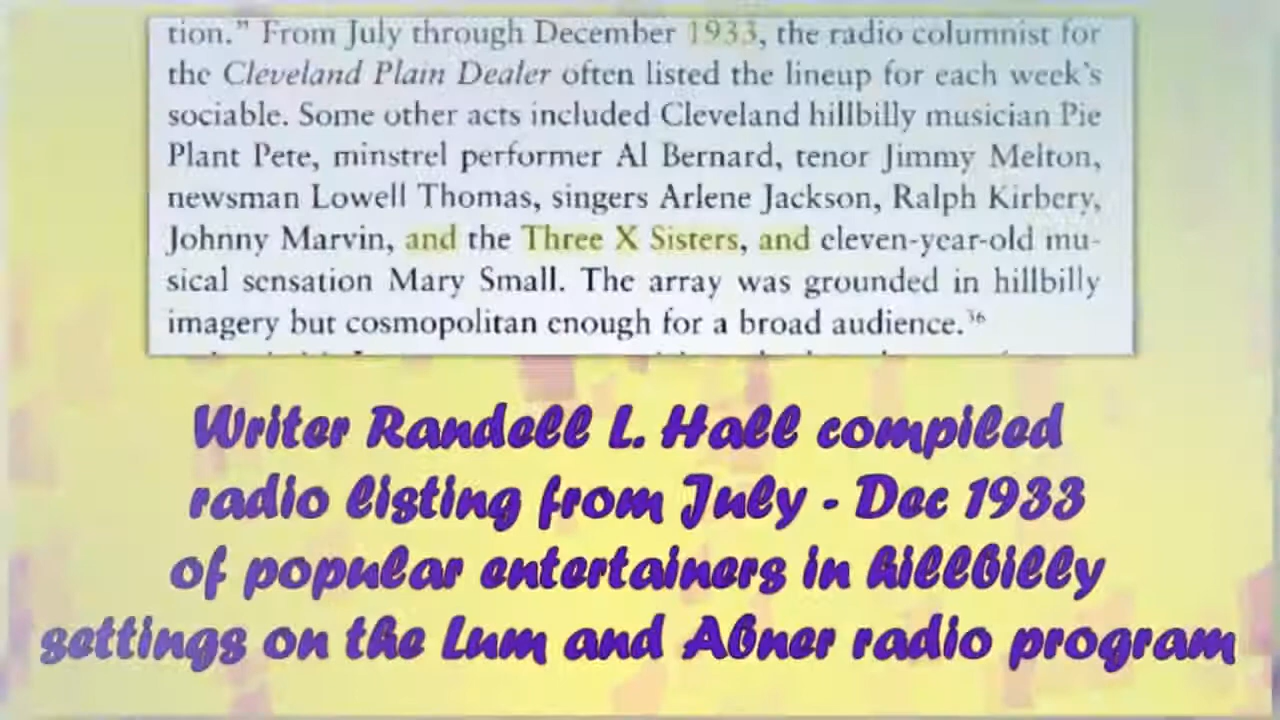 tion.” From July through December 1933, the radio columnist for
the Cleveland Plain Dealer often listed the lineup for each week’s
sociable. Some other acts included Cleveland hillbilly musician Pie
Plant Pete, minstrel performer Al Bernard, tenor Jimmy Melton,
newsman Lowell Thomas, singers Arlene Jackson, Ralph Kirbery,
Johnny Marvin, and the Three X Sisters, and eleven-year-old mu-
sical sensation Mary Small. The array was grounded in hillbilly
imagery but cosmopolitan enough for a broad audience.36
Writer Randell L. Hall compiled
radio listing from July - Dec 1933
of popular entertainers in hillbilly
settings on the Lum and Abner radio program